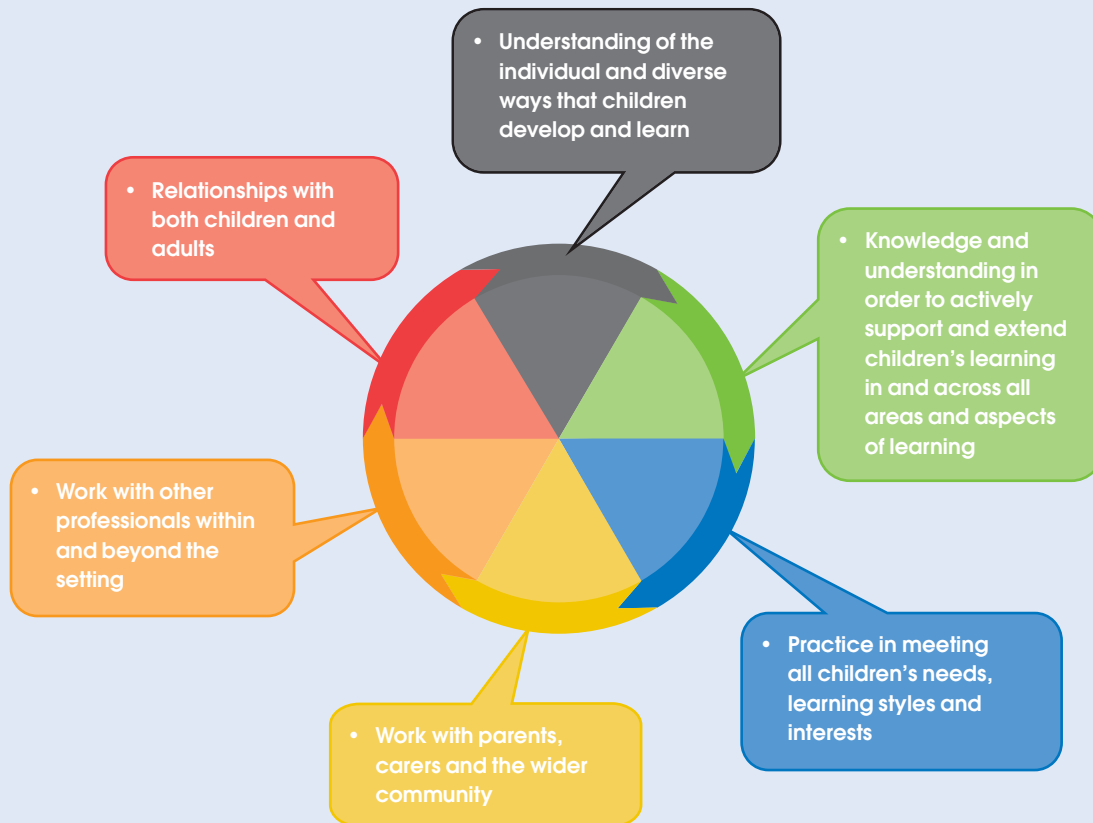 • Understanding of the
individual and diverse
ways that children
develop and learn
• Relationships with
both children and
adults
• Knowledge and
understanding in
order to actively
support and extend
children's learning
in and across all
areas and aspects
of learning
• Work with other
professionals within
and beyond the
setting
• Practice in meeting
all children's needs,
learning styles and
interests
• Work with parents,
carers and the wider
community